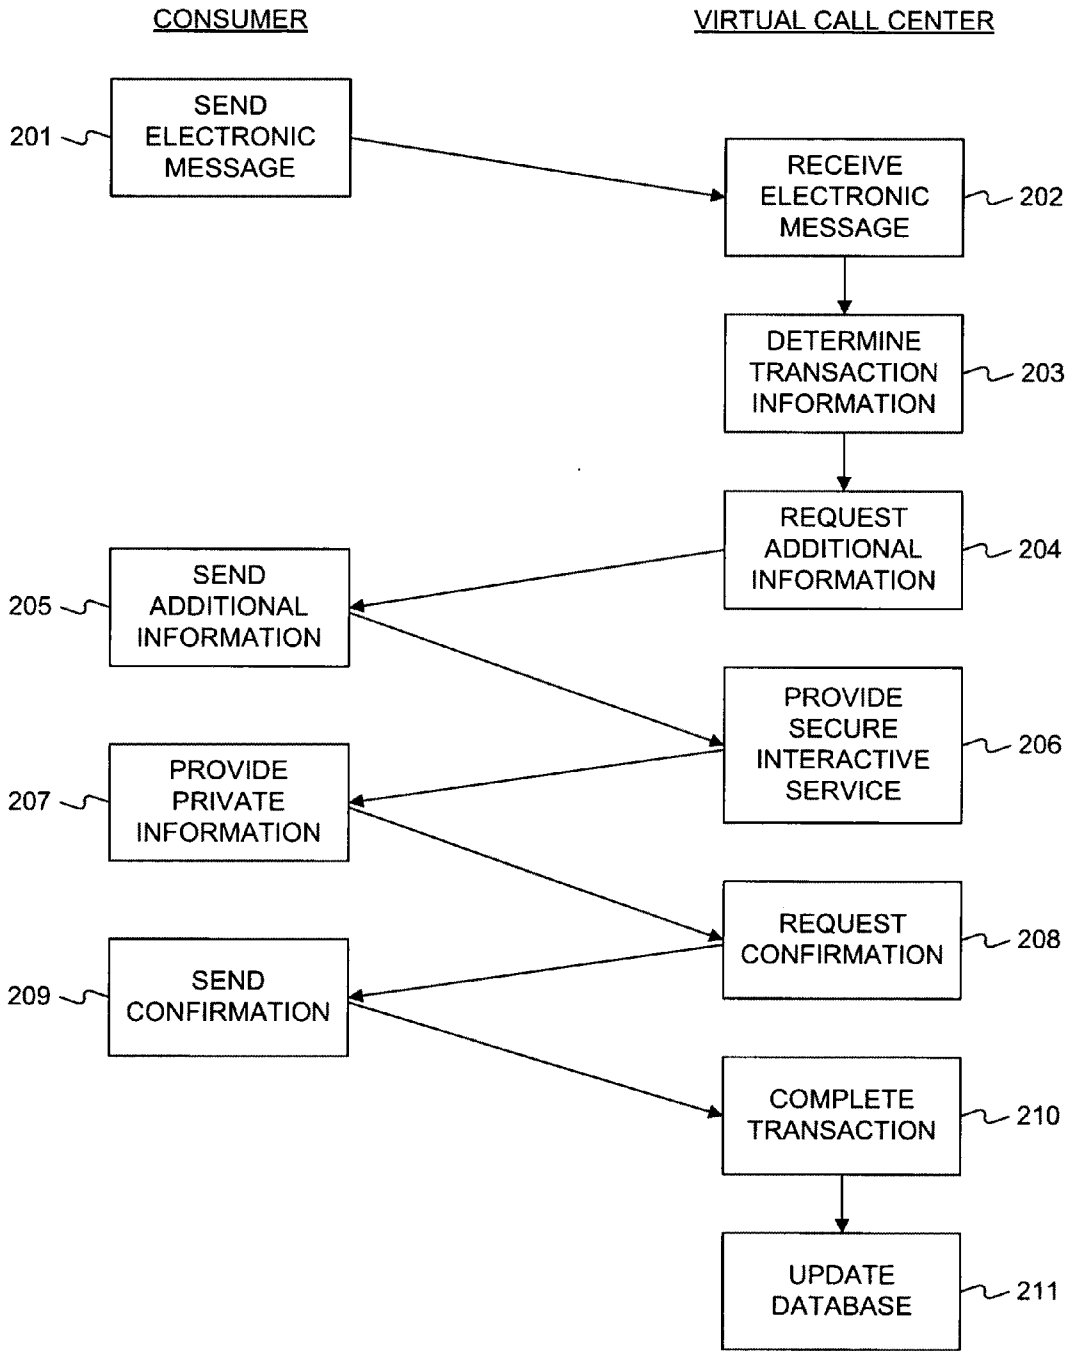 CONSUMER
VIRTUAL CALL CENTER
201
SEND
ELECTRONIC
MESSAGE
RECEIVE
ELECTRONIC
MESSAGE
202
DETERMINE
TRANSACTION
INFORMATION
203
REQUEST
ADDITIONAL
INFORMATION
204
205
SEND
ADDITIONAL
INFORMATION
PROVIDE
SECURE
INTERACTIVE
SERVICE
206
207
PROVIDE
PRIVATE
INFORMATION
REQUEST
CONFIRMATION
208
209
SEND
CONFIRMATION
COMPLETE
TRANSACTION
210
UPDATE
DATABASE
211